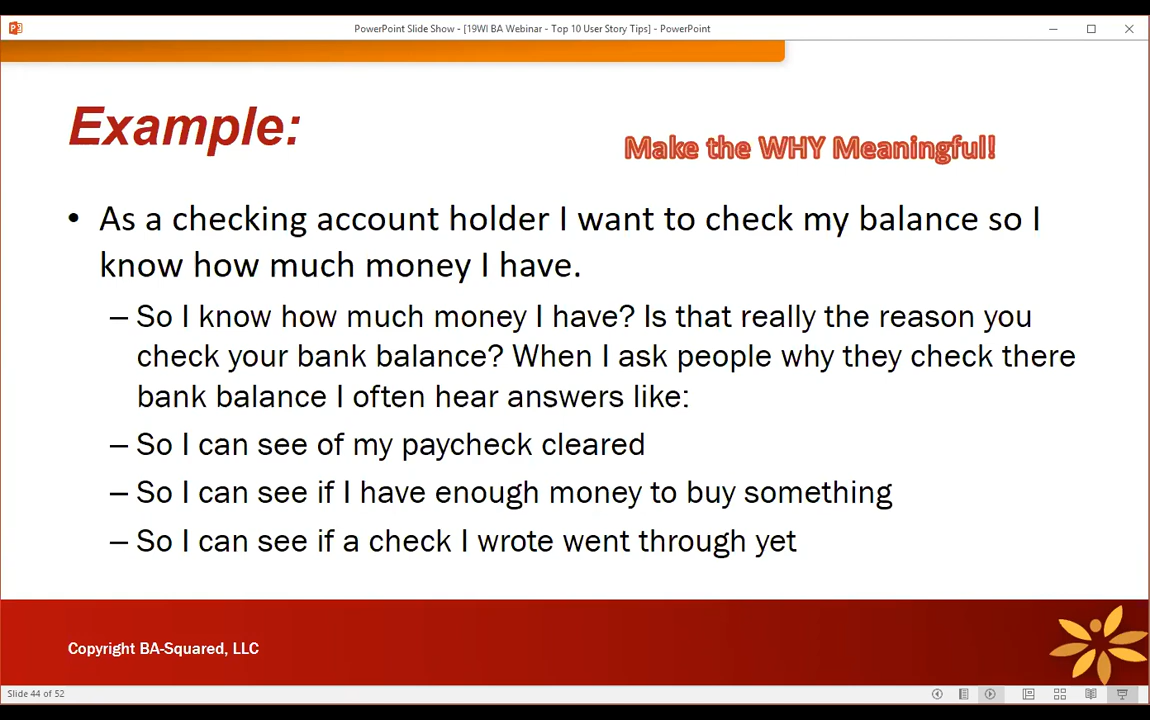 PowerPoint Slide Show - [19WI BA Webinar - Top 10 User Story Tips] - PowerPoint
Example:
Make the WHY Meaningful!
• As a checking account holder I want to check my balance so I
know how much money I have.
– So I know how much money I have? Is that really the reason you
check your bank balance? When I ask people why they check there
bank balance I often hear answers like:
– So I can see of my paycheck cleared
– So I can see if I have enough money to buy something
– So I can see if a check I wrote went through yet
Copyright BA-Squared, LLC
Slide 44 of 52